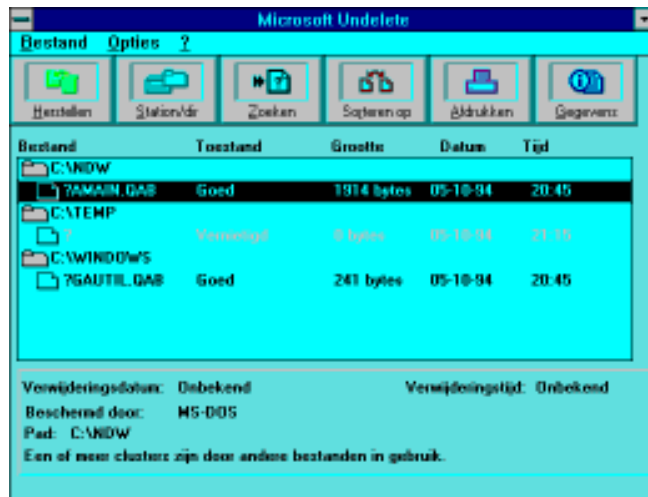 Microsoft Undelete
Bestand Opties ?
Herstellen Station/dir Zoeken Sorteren op Afdrukken Gegevens
Bestand Toestand Grootte Datum Tijd
C:\NDW
?AMAIN.QAB Goed 1914 bytes 05-10-94 20:45
C:\TEMP
? Vernietigd 0 bytes 05-10-94 21:15
C:\WINDOWS
?GAUTIL.QAB Goed 241 bytes 05-10-94 20:45
Verwijderingsdatum: Onbekend Verwijderingstijd: Onbekend
Beschermd door: MS-DOS
Pad: C:\NDW
Een of meer clusters zijn door andere bestanden in gebruik.